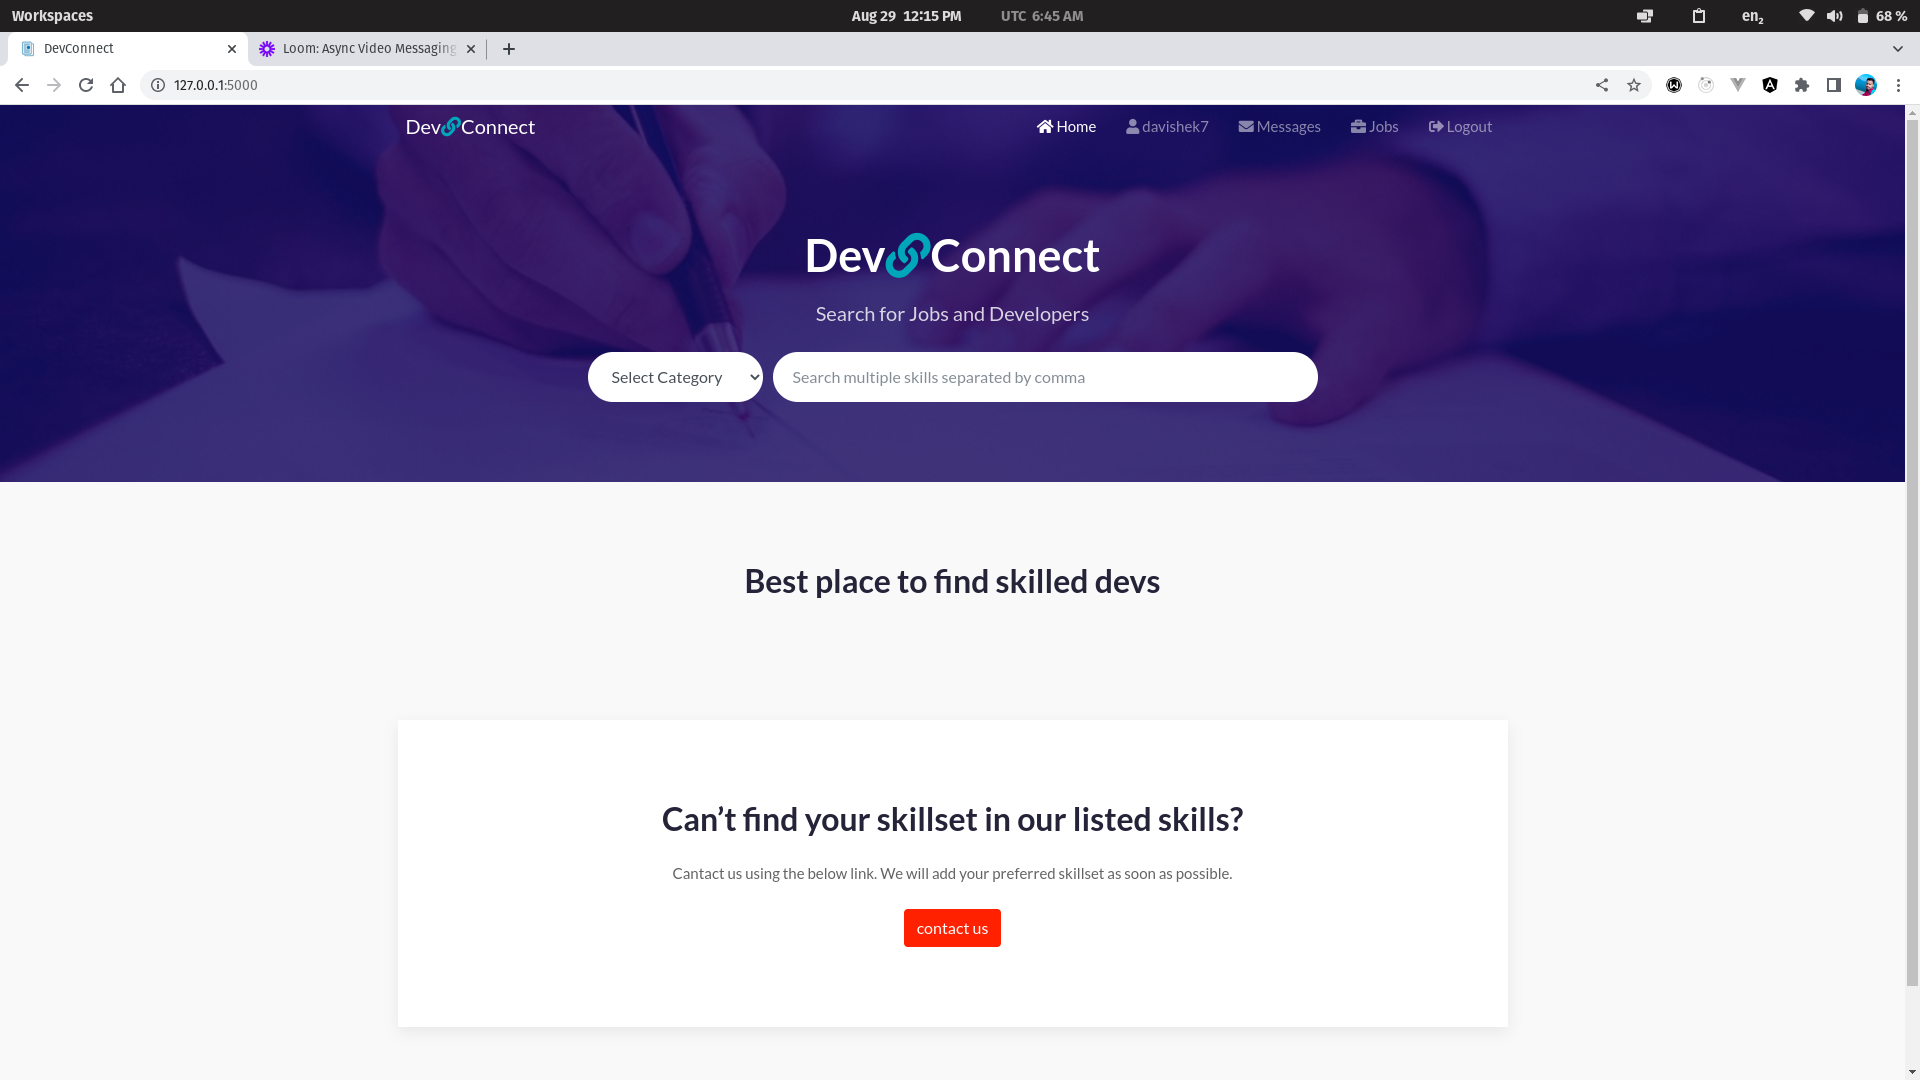 Workspaces
Aug 29 12:15 PM UTC 6:45 AM
en₂ 68 %
DevConnect
Loom: Async Video Messaging
127.0.0.1:5000
DevConnect
Home davishek7 Messages Jobs Logout
DevConnect
Search for Jobs and Developers
Select Category
Search multiple skills separated by comma
Best place to find skilled devs
Can’t find your skillset in our listed skills?
Cantact us using the below link. We will add your preferred skillset as soon as possible.
contact us